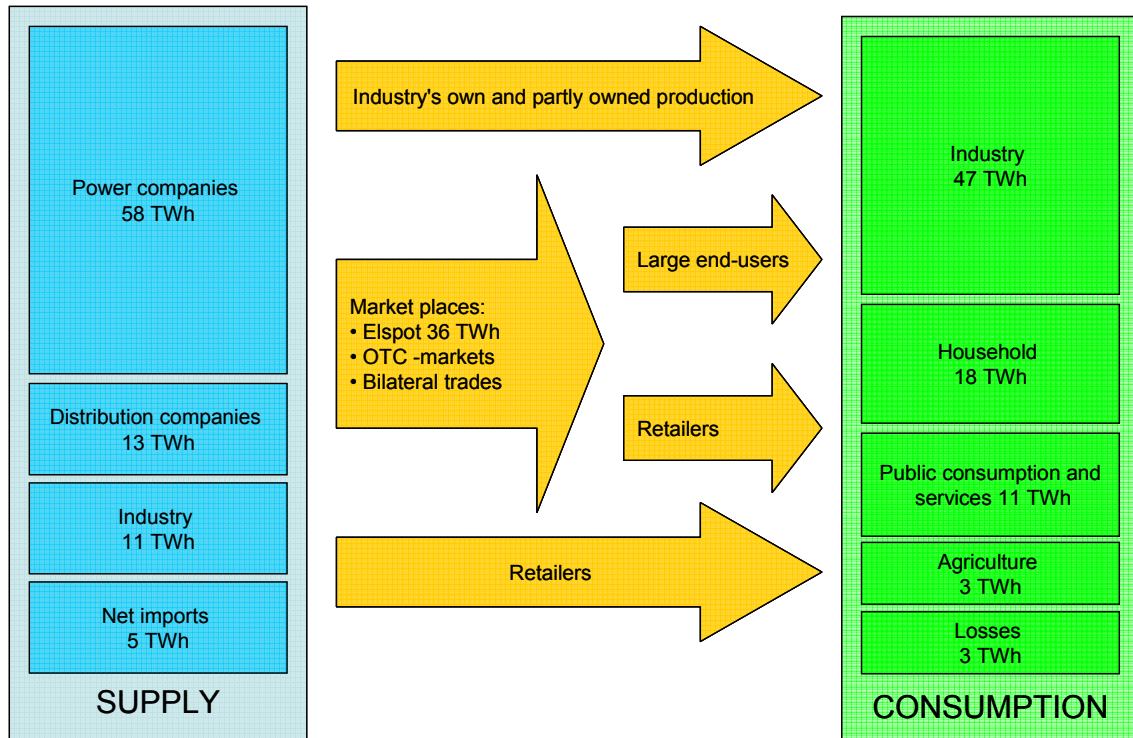 Power companies
58 TWh
Distribution companies
13 TWh
Industry
11 TWh
Net imports
5 TWh
SUPPLY
Industry's own and partly owned production
Market places:
• Elspot 36 TWh
• OTC -markets
• Bilateral trades
Large end-users
Retailers
Retailers
Industry
47 TWh
Household
18 TWh
Public consumption and
services 11 TWh
Agriculture
3 TWh
Losses
3 TWh
CONSUMPTION